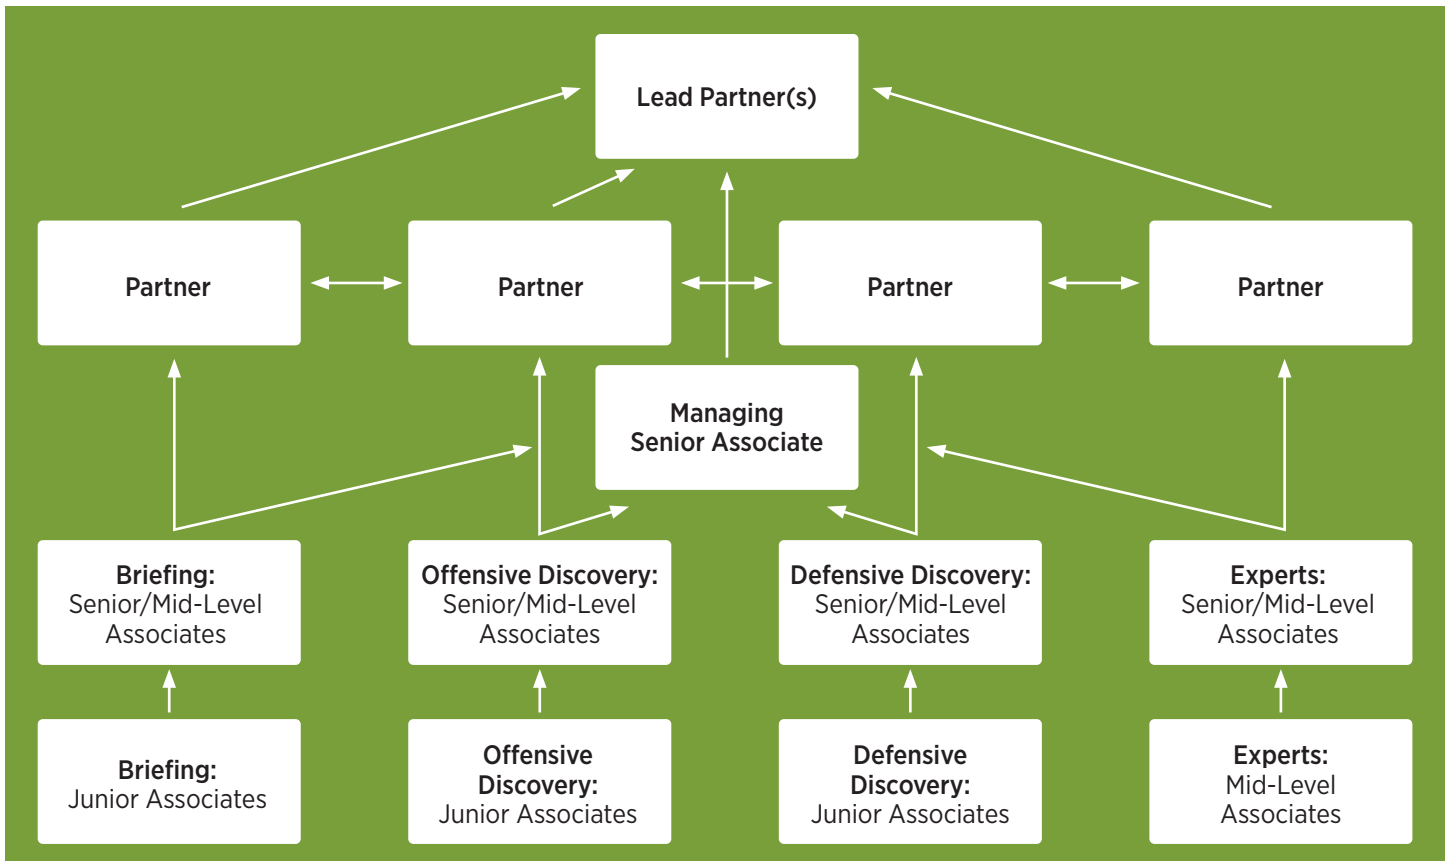 Lead Partner(s)
Partner
Partner
Partner
Partner
Managing
Senior Associate
Briefing:
Senior/Mid-Level
Associates
Offensive Discovery:
Senior/Mid-Level
Associates
Defensive Discovery:
Senior/Mid-Level
Associates
Experts:
Senior/Mid-Level
Associates
Briefing:
Junior Associates
Offensive
Discovery:
Junior Associates
Defensive
Discovery:
Junior Associates
Experts:
Mid-Level
Associates